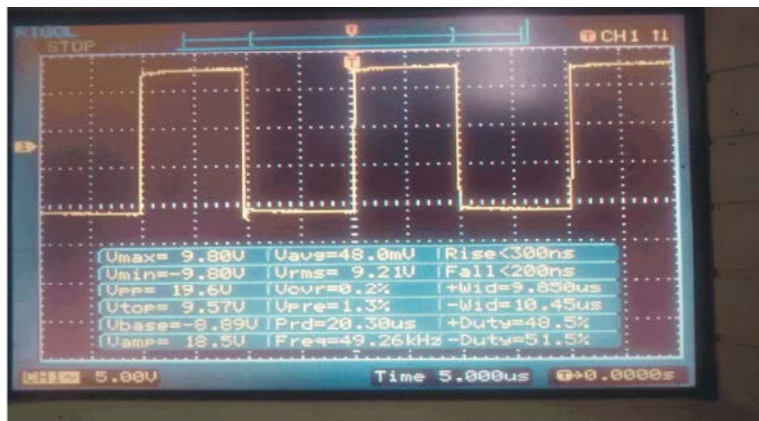 RIGOL
STOP
T CH1
T
1
Vmax= 9.80V Vavg=48.0mV Rise<300ns
Vmin=-9.80V Vrms= 9.21V Fall<200ns
Vpp= 19.6V Vovr=0.2% +Wid=9.850us
Vtop= 9.57V Vpre=1.3% -Wid=10.45us
Vbase=-8.89V Prd=20.30us +Duty=48.5%
Vamp= 18.5V Freq=49.26kHz -Duty=51.5%
CH1~ 5.00V Time 5.000us T→0.0000s